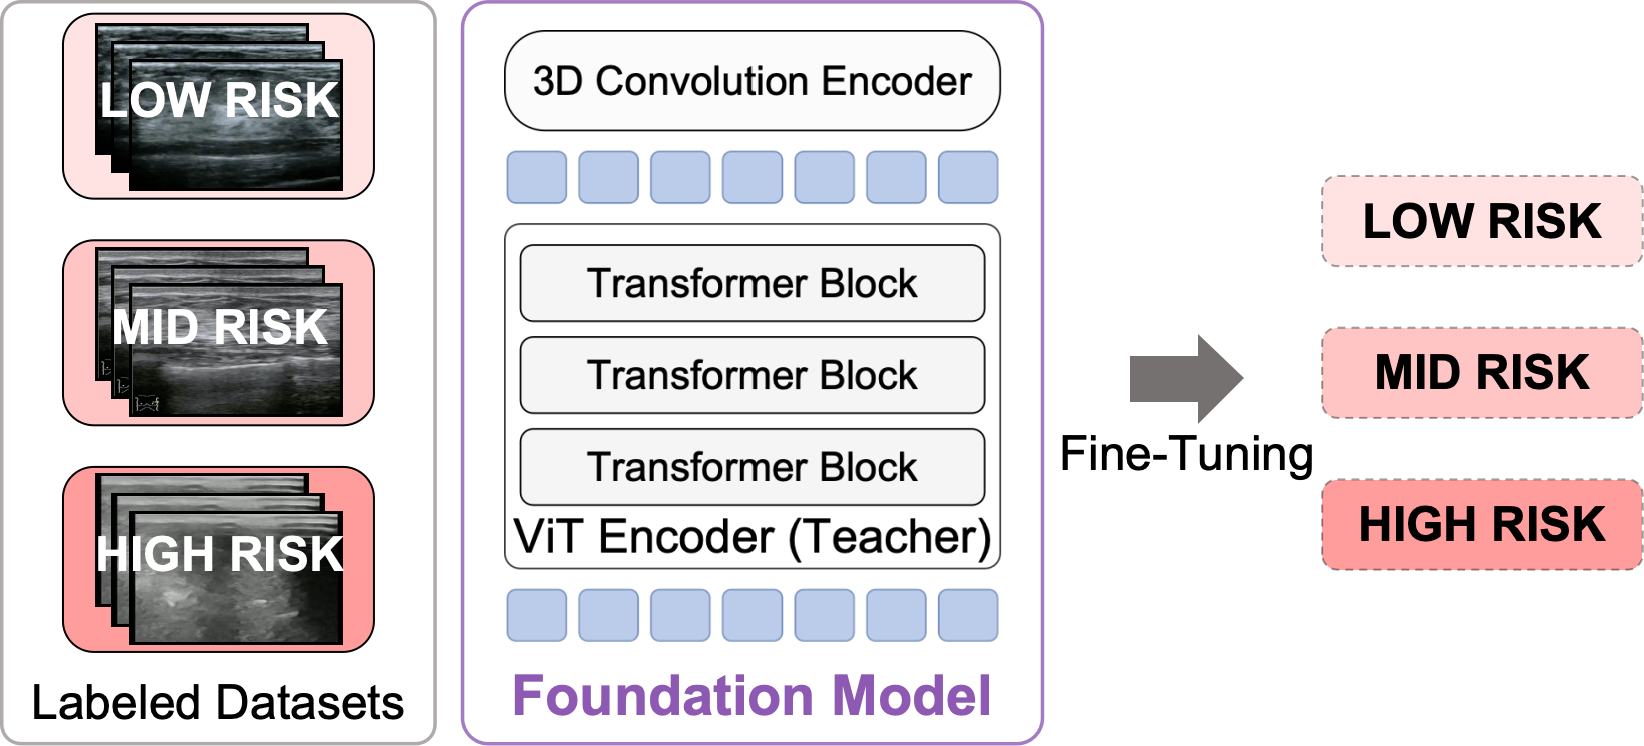 LOW RISK
MID RISK
HIGH RISK
Labeled Datasets
3D Convolution Encoder
Transformer Block
Transformer Block
Transformer Block
ViT Encoder (Teacher)
Foundation Model
Fine-Tuning
LOW RISK
MID RISK
HIGH RISK